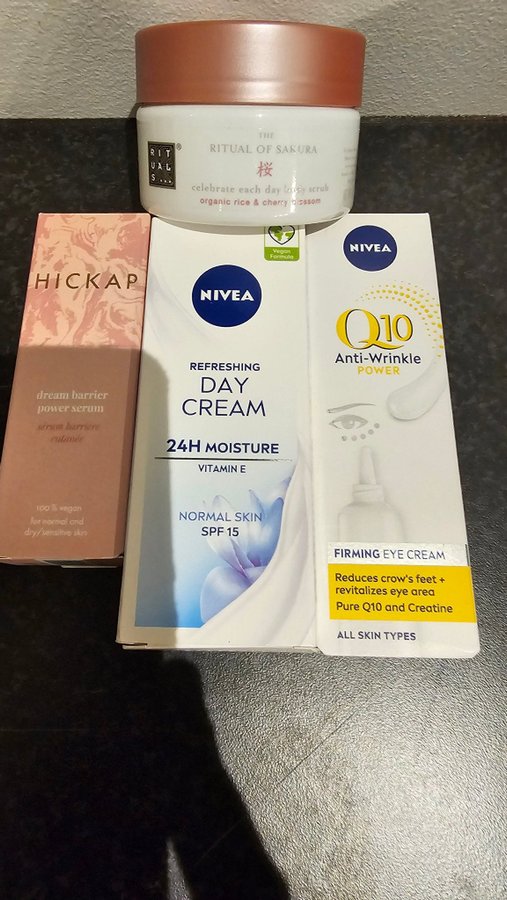 RIT
UAL
S...
®
THE
RITUAL OF SAKURA
桜
celebrate each day body scrub
organic rice & cherry blossom
HICKAP
dream barrier
power serum
sérum barrière
cutanée
100 % vegan
for normal and
dry/sensitive skin
Vegan
Formula
NIVEA
REFRESHING
DAY
CREAM
24H MOISTURE
VITAMIN E
NORMAL SKIN
SPF 15
NIVEA
Q10
Anti-Wrinkle
POWER
FIRMING EYE CREAM
Reduces crow's feet +
revitalizes eye area
Pure Q10 and Creatine
ALL SKIN TYPES